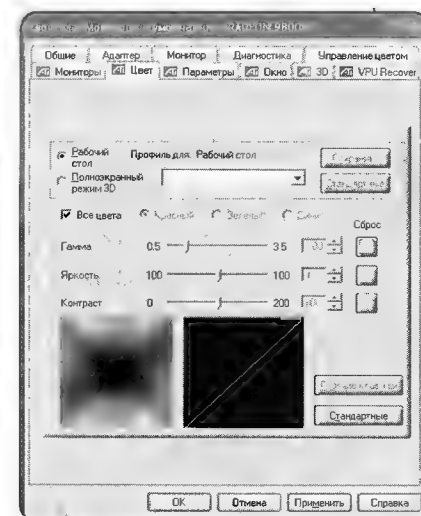 RADEON 9800
Общие Адаптер Монитор Диагностика Управление цветом
Мониторы Цвет Параметры Окно 3D VPU Recover
Рабочий стол Профиль для: Рабочий стол
Полноэкранный режим 3D
Все цвета Красный Зеленый Синий
Сброс
Гамма 0.5 3.5
Яркость 100 100
Контраст 0 200
Стандартные
OK Отмена Применить Справка